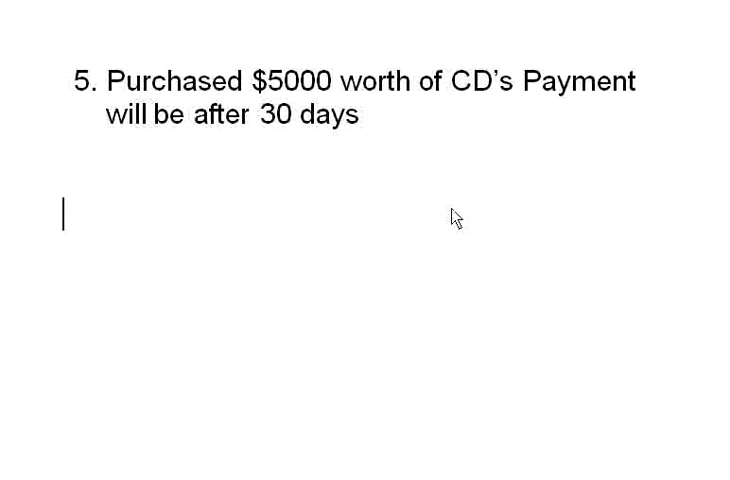 5. Purchased $5000 worth of CD’s Payment
will be after 30 days